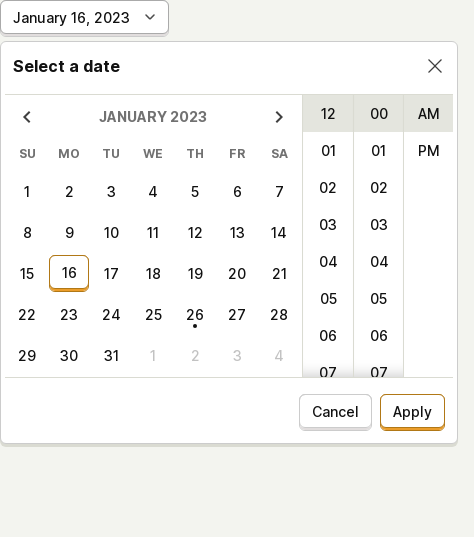 January 16, 2023
Select a date
JANUARY 2023
SU MO TU WE TH FR SA
1 2 3 4 5 6 7
8 9 10 11 12 13 14
15 16 17 18 19 20 21
22 23 24 25 26 27 28
29 30 31 1 2 3 4
12 00 AM
01 01 PM
02 02
03 03
04 04
05 05
06 06
07 07
Cancel Apply